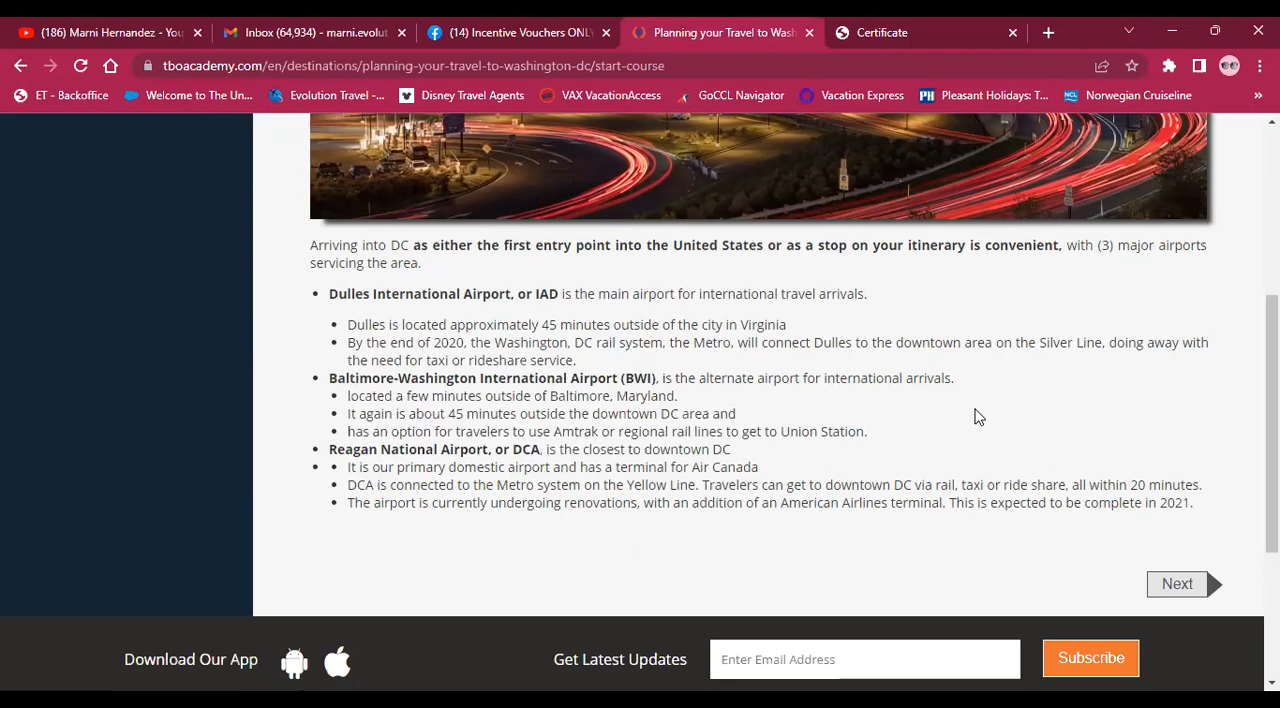 (186) Marni Hernandez - You
Inbox (64,934) - marni.evolut
(14) Incentive Vouchers ONL
Planning your Travel to Wash
Certificate
tboacademy.com/en/destinations/planning-your-travel-to-washington-dc/start-course
ET - Backoffice
Welcome to The Un...
Evolution Travel -...
Disney Travel Agents
VAX VacationAccess
GoCCL Navigator
Vacation Express
PH Pleasant Holidays: T...
NCL Norwegian Cruiseline
»
Arriving into DC as either the first entry point into the United States or as a stop on your itinerary is convenient, with (3) major airports
servicing the area.
• Dulles International Airport, or IAD is the main airport for international travel arrivals.
• Dulles is located approximately 45 minutes outside of the city in Virginia
• By the end of 2020, the Washington, DC rail system, the Metro, will connect Dulles to the downtown area on the Silver Line, doing away with
the need for taxi or rideshare service.
• Baltimore-Washington International Airport (BWI), is the alternate airport for international arrivals.
• located a few minutes outside of Baltimore, Maryland.
• It again is about 45 minutes outside the downtown DC area and
• has an option for travelers to use Amtrak or regional rail lines to get to Union Station.
• Reagan National Airport, or DCA, is the closest to downtown DC
• • It is our primary domestic airport and has a terminal for Air Canada
• DCA is connected to the Metro system on the Yellow Line. Travelers can get to downtown DC via rail, taxi or ride share, all within 20 minutes.
• The airport is currently undergoing renovations, with an addition of an American Airlines terminal. This is expected to be complete in 2021.
Next
Download Our App
Get Latest Updates
Enter Email Address
Subscribe